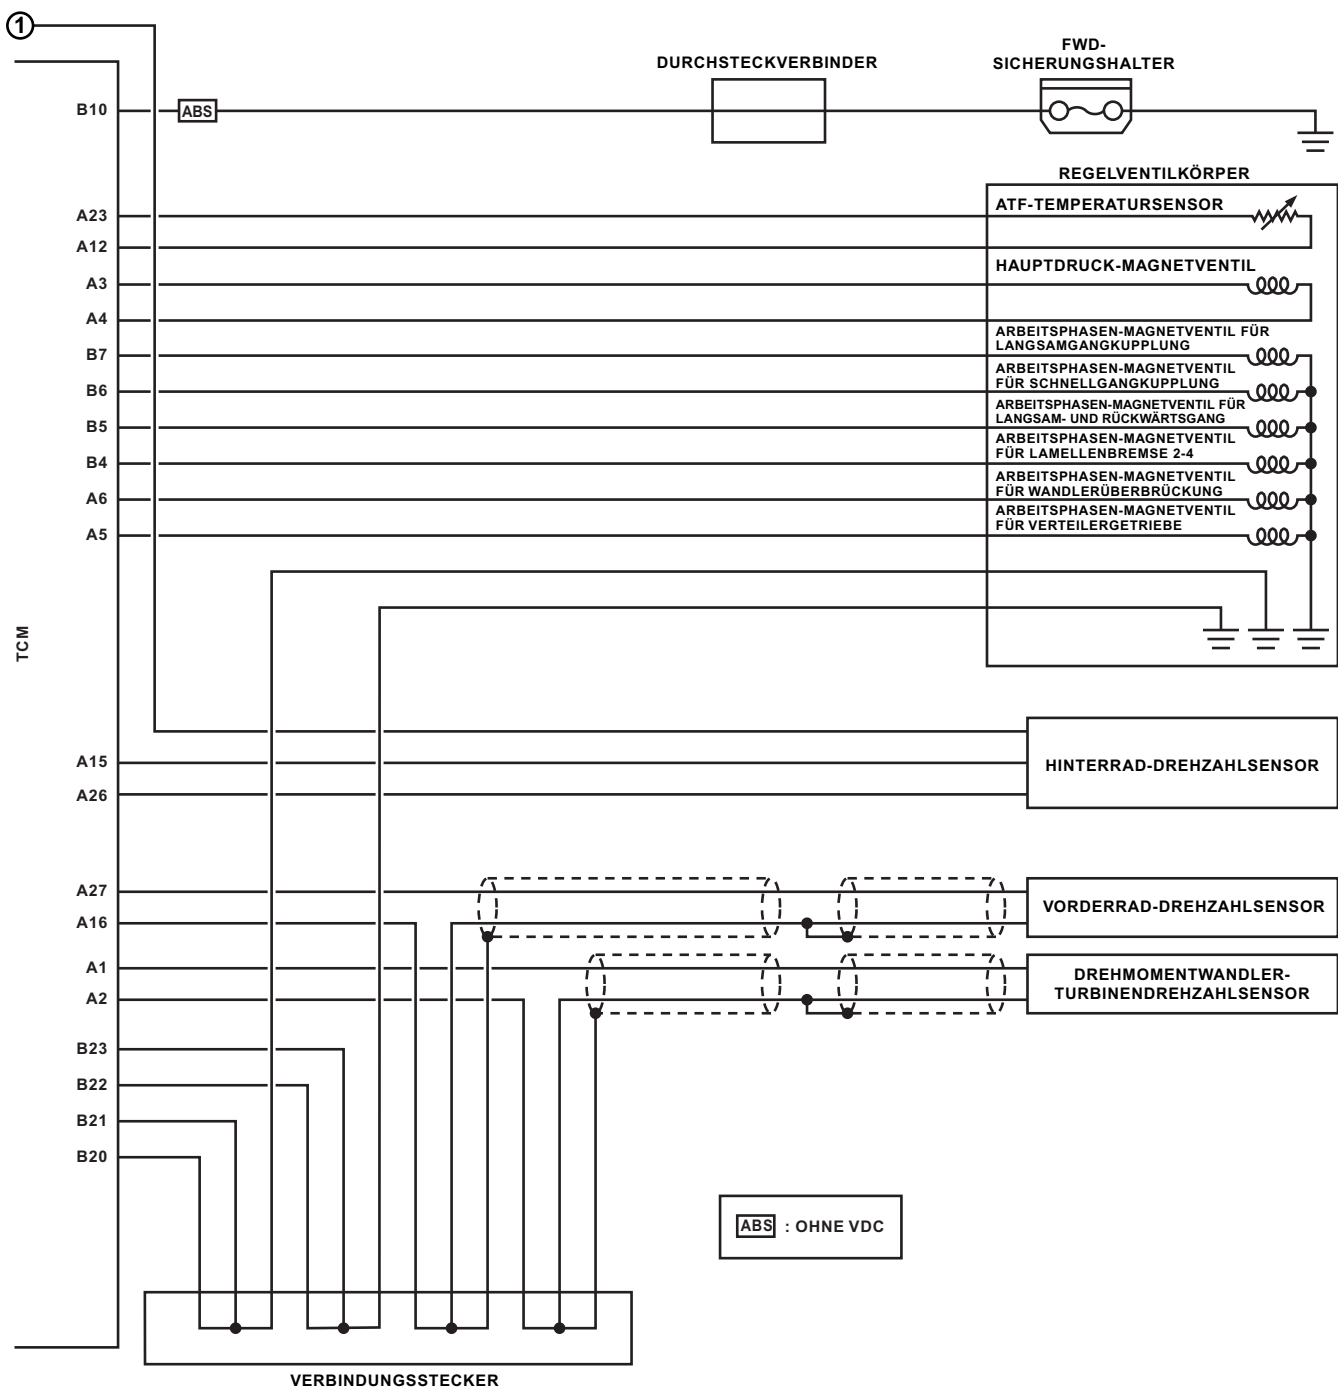 1
DURCHSTECKVERBINDER
FWD-
SICHERUNGSHALTER
B10
ABS
REGELVENTILKÖRPER
A23
ATF-TEMPERATURSENSOR
A12
HAUPTDRUCK-MAGNETVENTIL
A3
A4
ARBEITSPHASEN-MAGNETVENTIL FÜR
LANGSAMGANGKUPPLUNG
B7
ARBEITSPHASEN-MAGNETVENTIL
FÜR SCHNELLGANGKUPPLUNG
B6
ARBEITSPHASEN-MAGNETVENTIL FÜR
LANGSAM- UND RÜCKWÄRTSGANG
B5
ARBEITSPHASEN-MAGNETVENTIL
FÜR LAMELLENBREMSE 2-4
B4
ARBEITSPHASEN-MAGNETVENTIL
FÜR WANDLERÜBERBRÜCKUNG
A6
ARBEITSPHASEN-MAGNETVENTIL
FÜR VERTEILERGETRIEBE
A5
TCM
A15
HINTERRAD-DREHZAHLSENSOR
A26
A27
VORDERRAD-DREHZAHLSENSOR
A16
A1
DREHMOMENTWANDLER-
TURBINENDREHZAHLSENSOR
A2
B23
B22
B21
B20
ABS : OHNE VDC
VERBINDUNGSSTECKER